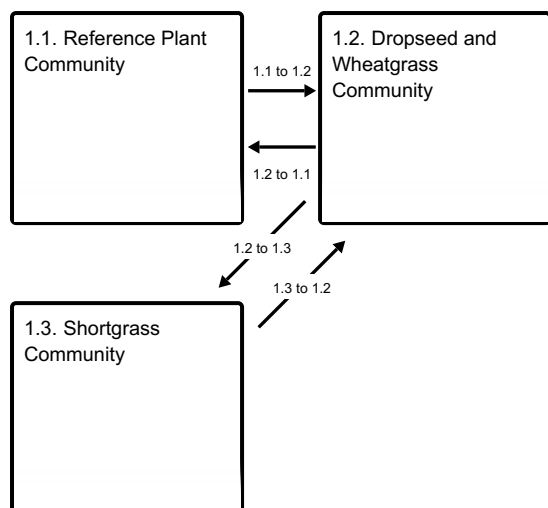 1.1. Reference Plant
Community
1.2. Dropseed and
Wheatgrass
Community
1.1 to 1.2
1.2 to 1.1
1.2 to 1.3
1.3 to 1.2
1.3. Shortgrass
Community